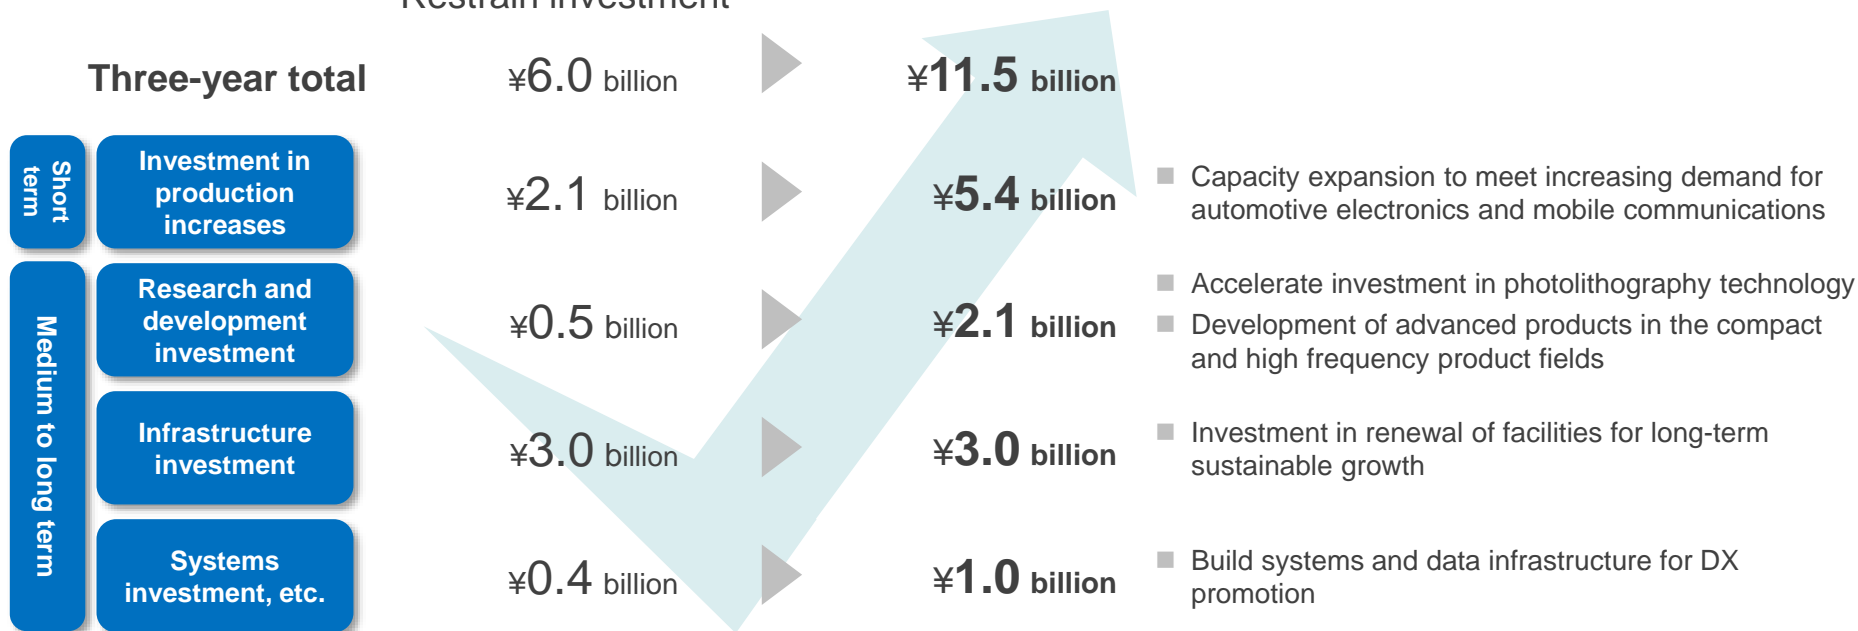 Restrain investment
Three-year total
¥6.0 billion
¥11.5 billion
Short
term
Investment in
production
increases
¥2.1 billion
¥5.4 billion
■ Capacity expansion to meet increasing demand for
automotive electronics and mobile communications
Medium to long term
Research and
development
investment
¥0.5 billion
¥2.1 billion
■ Accelerate investment in photolithography technology
■ Development of advanced products in the compact
and high frequency product fields
Infrastructure
investment
¥3.0 billion
¥3.0 billion
■ Investment in renewal of facilities for long-term
sustainable growth
Systems
investment, etc.
¥0.4 billion
¥1.0 billion
■ Build systems and data infrastructure for DX
promotion